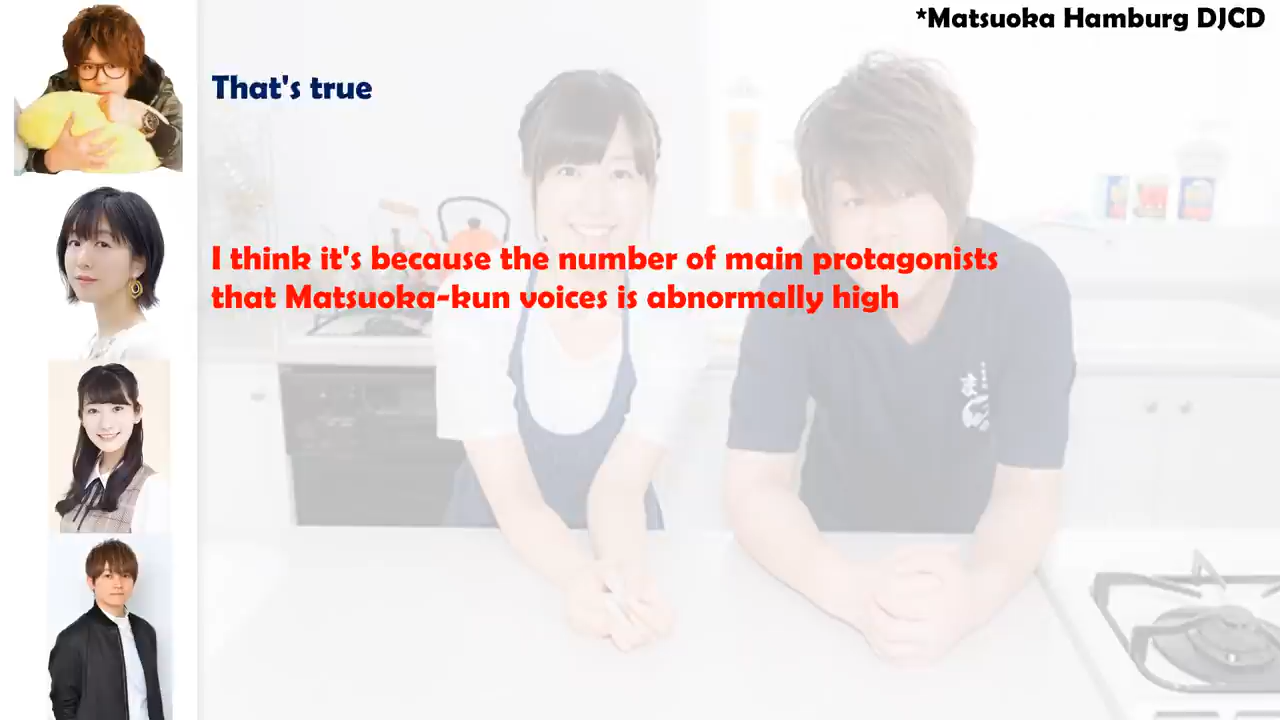 *Matsuoka Hamburg DJCD
That's true
I think it's because the number of main protagonists
that Matsuoka-kun voices is abnormally high